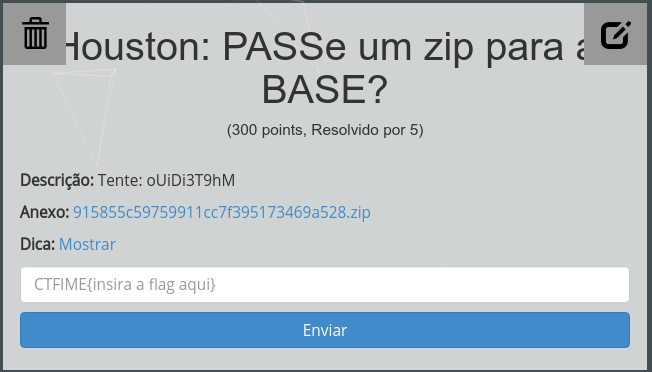 Houston: PASSe um zip para a
BASE?
(300 points, Resolvido por 5)
Descrição: Tente: oUiDi3T9hM
Anexo: 915855c59759911cc7f395173469a528.zip
Dica: Mostrar
CTFIME{insira a flag aqui}
Enviar